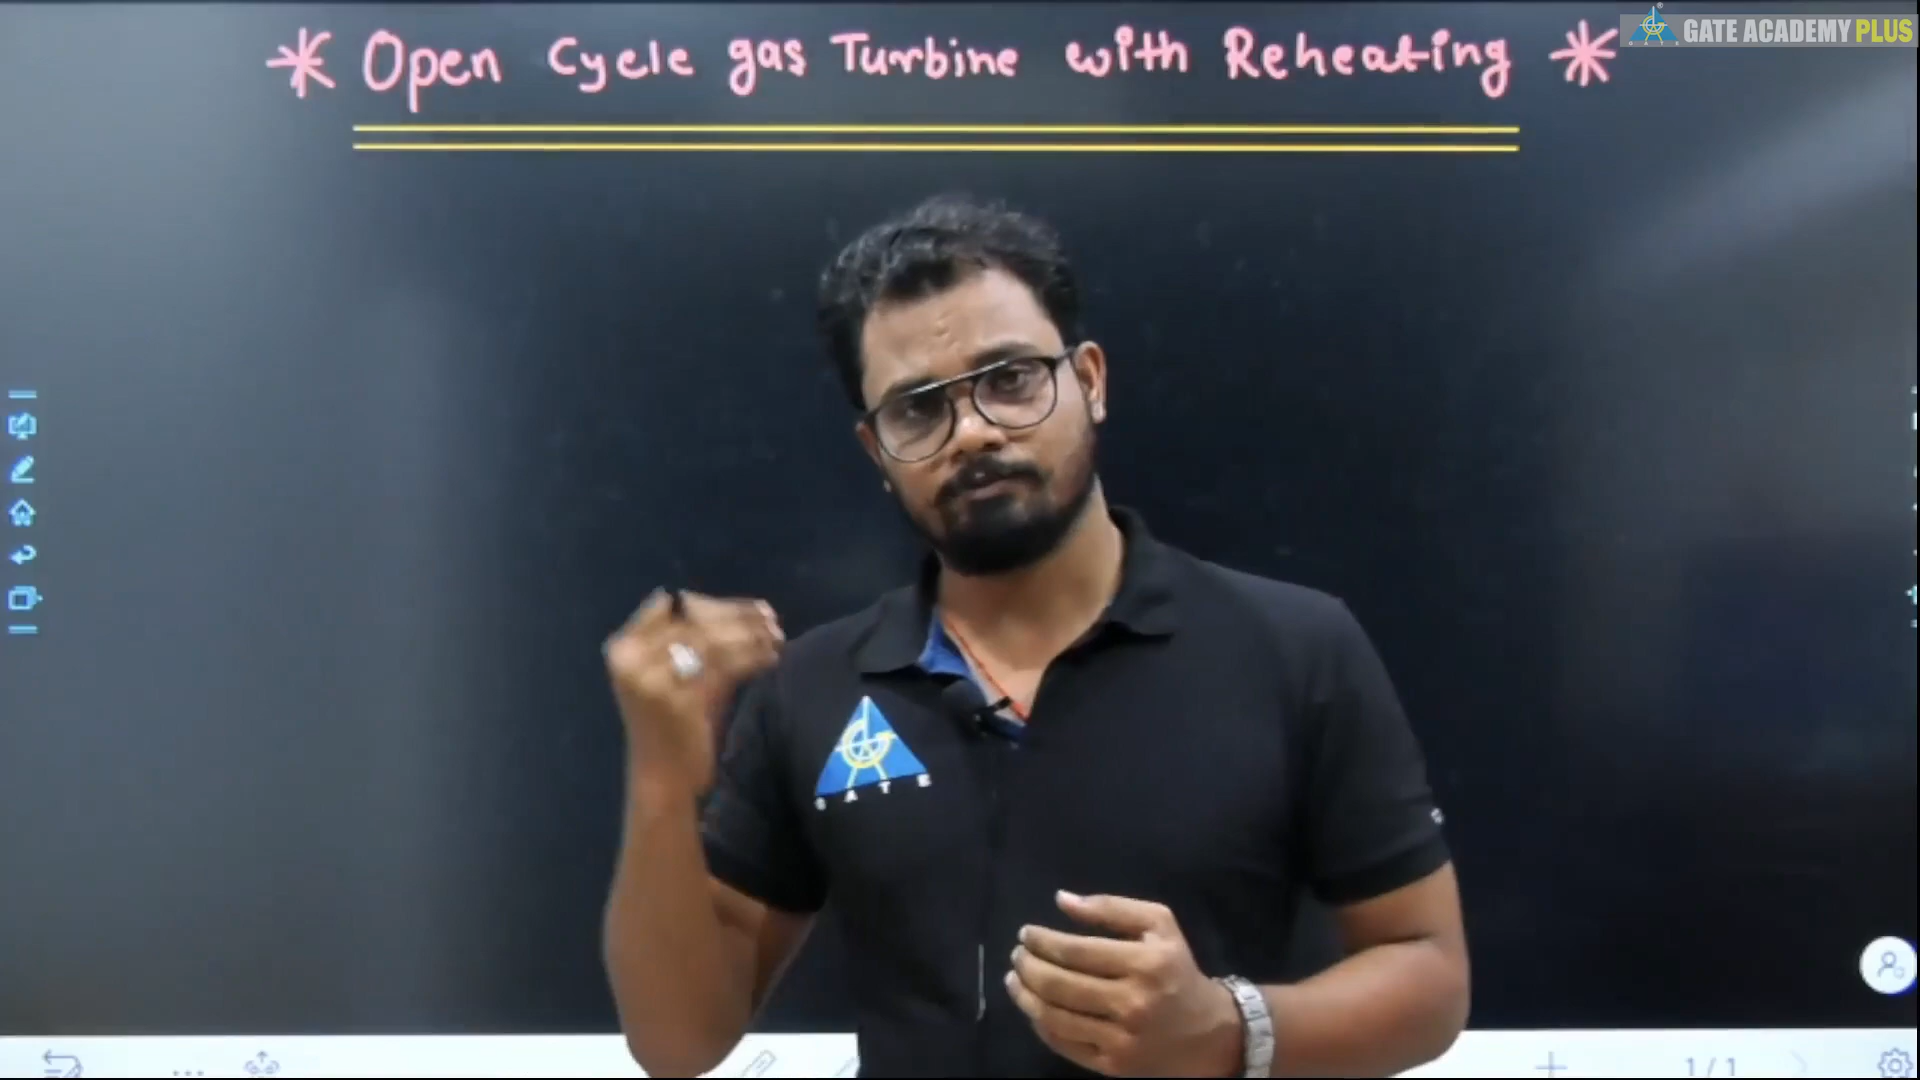 GATE ACADEMY PLUS
* Open Cycle gas Turbine with Reheating *
GATE
1/1